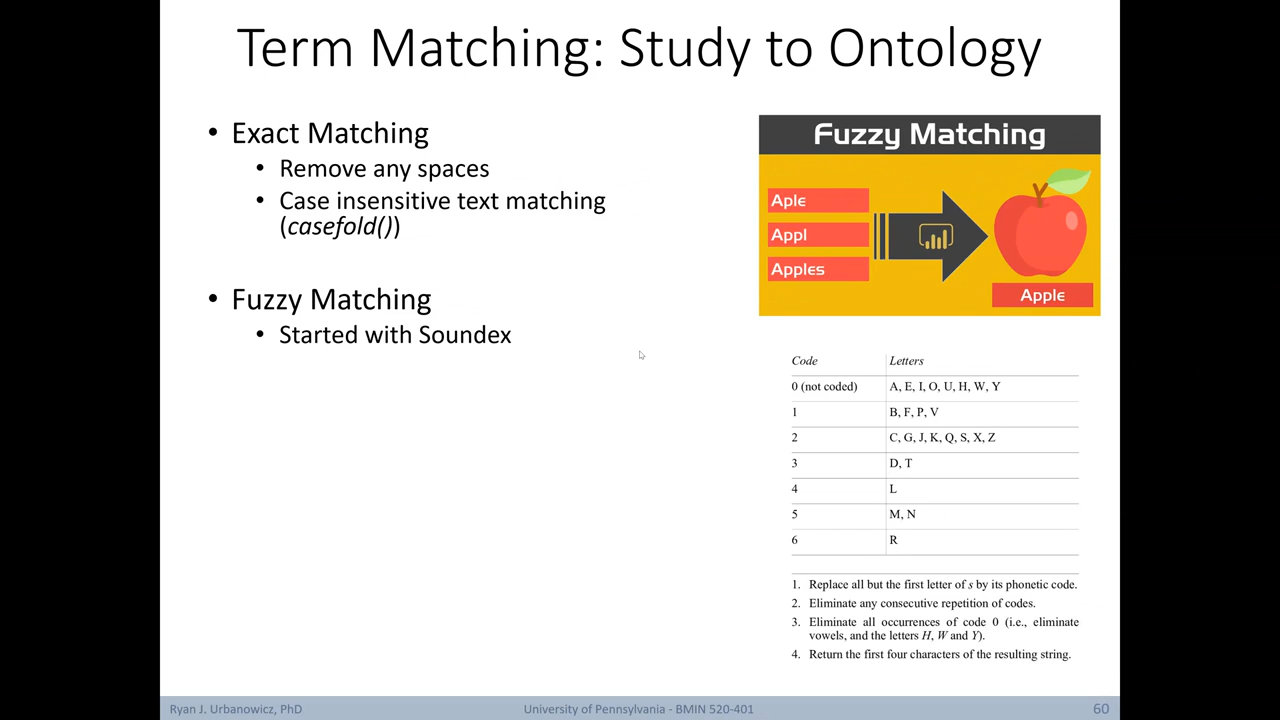 Term Matching: Study to Ontology
• Exact Matching
• Remove any spaces
• Case insensitive text matching
(casefold())
• Fuzzy Matching
• Started with Soundex
Fuzzy Matching
Aple
Appl
Apples
Apple
Code Letters
0 (not coded) A, E, I, O, U, H, W, Y
1 B, F, P, V
2 C, G, J, K, Q, S, X, Z
3 D, T
4 L
5 M, N
6 R
1. Replace all but the first letter of s by its phonetic code.
2. Eliminate any consecutive repetition of codes.
3. Eliminate all occurrences of code 0 (i.e., eliminate
vowels, and the letters H, W and Y).
4. Return the first four characters of the resulting string.
Ryan J. Urbanowicz, PhD
University of Pennsylvania - BMIN 520-401
60